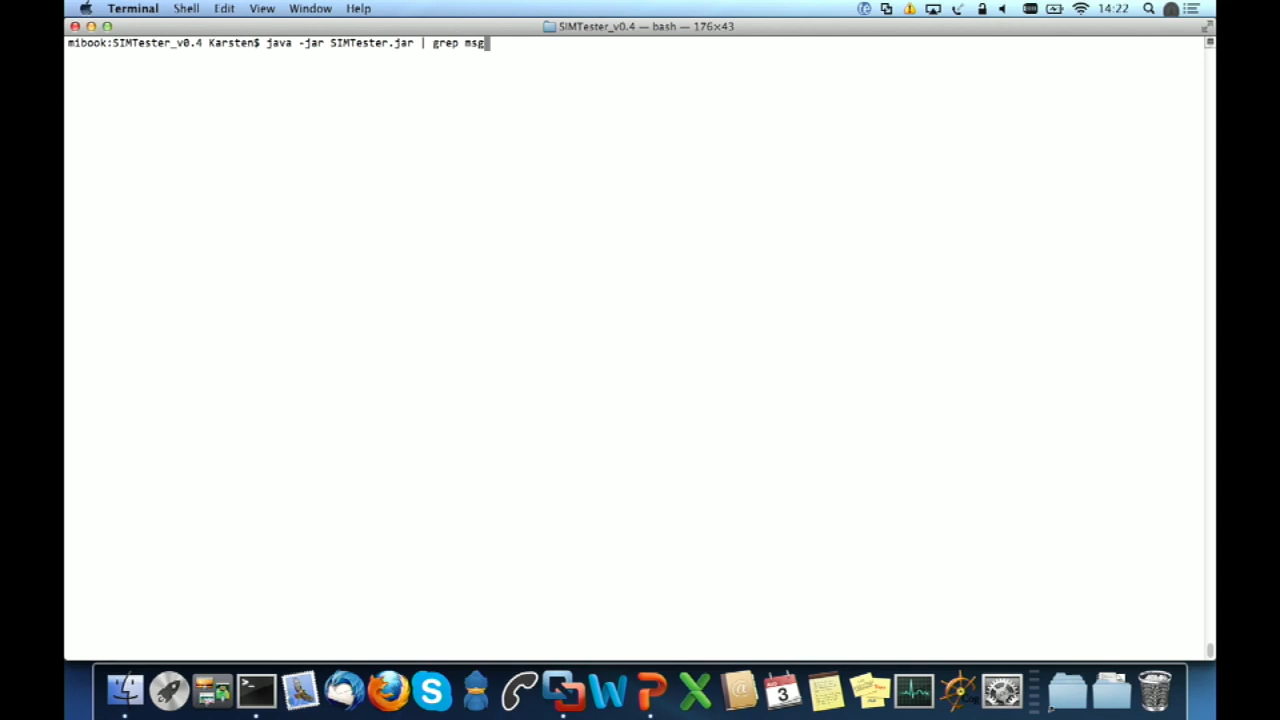 Terminal Shell Edit View Window Help 14:22
SIMTester_v0.4 — bash — 176×43
mibook:SIMTester_v0.4 Karsten$ java -jar SIMTester.jar | grep msg
3